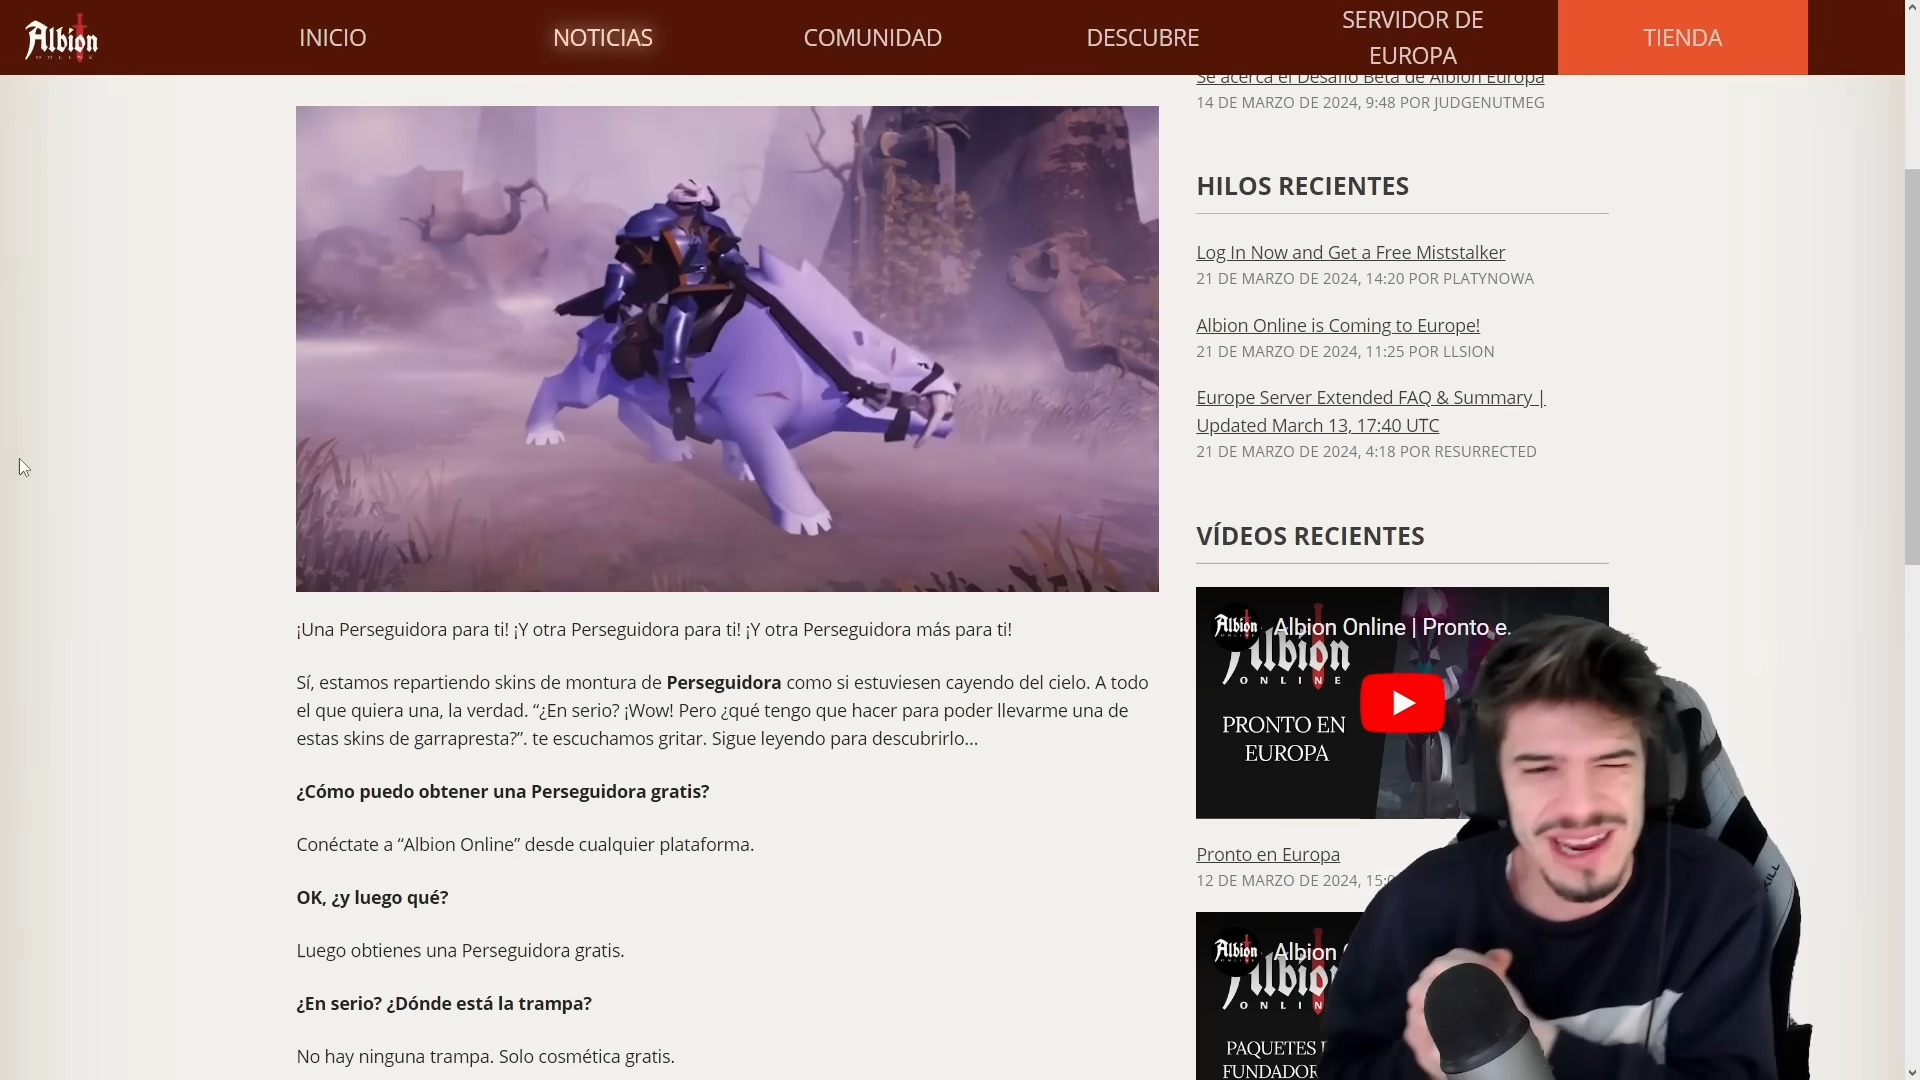 Albion
ONLINE
INICIO
NOTICIAS
COMUNIDAD
DESCUBRE
SERVIDOR DE
EUROPA
TIENDA
Se acerca el Desafío Beta de Albion Europa
14 DE MARZO DE 2024, 9:48 POR JUDGENUTMEG
HILOS RECIENTES
Log In Now and Get a Free Miststalker
21 DE MARZO DE 2024, 14:20 POR PLATYNOWA
Albion Online is Coming to Europe!
21 DE MARZO DE 2024, 11:25 POR LLSION
Europe Server Extended FAQ & Summary |
Updated March 13, 17:40 UTC
21 DE MARZO DE 2024, 4:18 POR RESURRECTED
VÍDEOS RECIENTES
Albion
Albion Online | Pronto e.
Albion
ONLINE
PRONTO EN
EUROPA
Pronto en Europa
12 DE MARZO DE 2024, 15:0
Albion
Albion
ONLIN
PAQUETES
FUNDADOR
¡Una Perseguidora para ti! ¡Y otra Perseguidora para ti! ¡Y otra Perseguidora más para ti!
Sí, estamos repartiendo skins de montura de Perseguidora como si estuviesen cayendo del cielo. A todo
el que quiera una, la verdad. “¿En serio? ¡Wow! Pero ¿qué tengo que hacer para poder llevarme una de
estas skins de garrapresta?”. te escuchamos gritar. Sigue leyendo para descubrirlo...
¿Cómo puedo obtener una Perseguidora gratis?
Conéctate a “Albion Online” desde cualquier plataforma.
OK, ¿y luego qué?
Luego obtienes una Perseguidora gratis.
¿En serio? ¿Dónde está la trampa?
No hay ninguna trampa. Solo cosmética gratis.